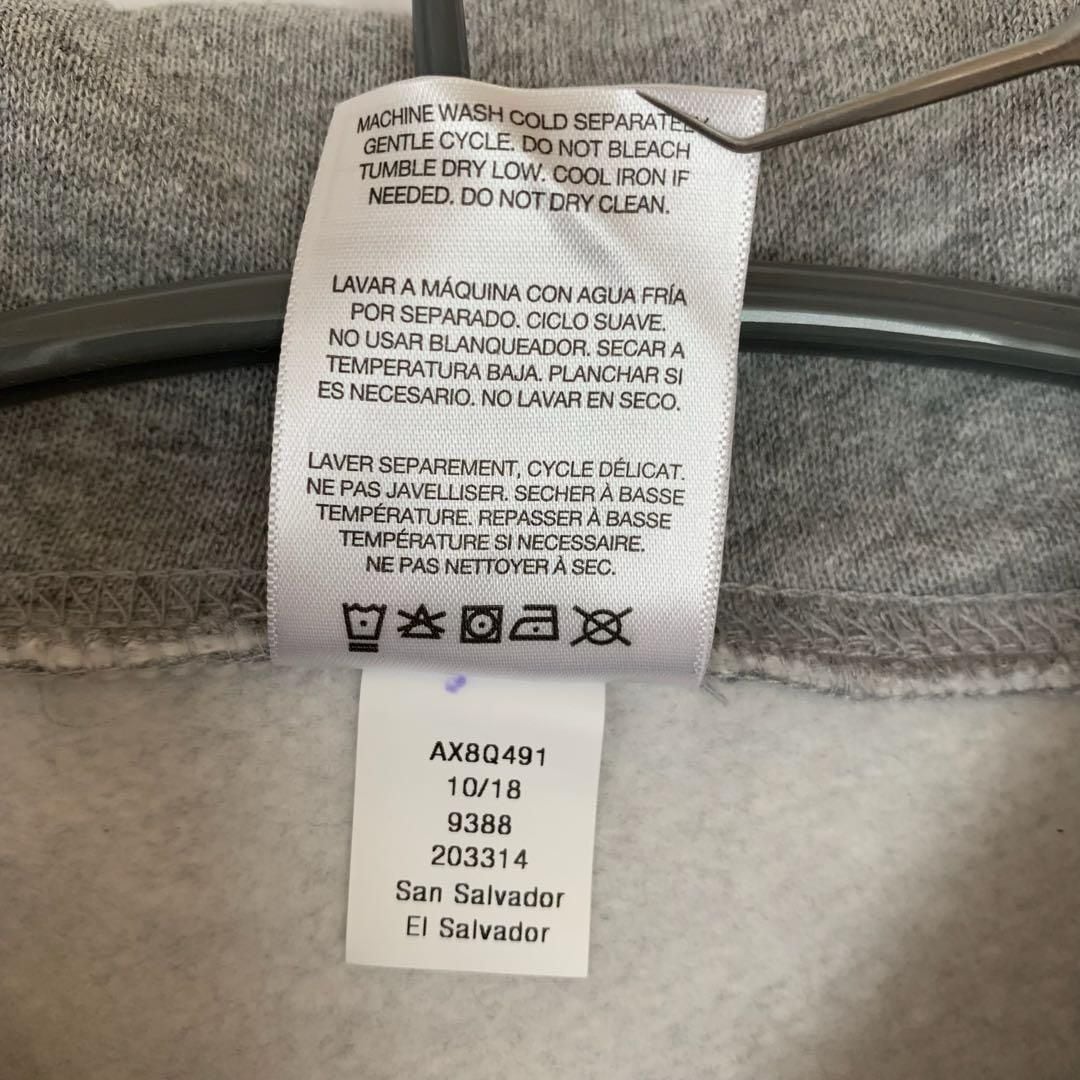 MACHINE WASH COLD SEPARATELY
GENTLE CYCLE. DO NOT BLEACH
TUMBLE DRY LOW. COOL IRON IF
NEEDED. DO NOT DRY CLEAN.
LAVAR A MÁQUINA CON AGUA FRÍA
POR SEPARADO. CICLO SUAVE.
NO USAR BLANQUEADOR. SECAR A
TEMPERATURA BAJA. PLANCHAR SI
ES NECESARIO. NO LAVAR EN SECO.
LAVER SEPAREMENT, CYCLE DÉLICAT.
NE PAS JAVELLISER. SECHER À BASSE
TEMPÉRATURE. REPASSER À BASSE
TEMPÉRATURE SI NECESSAIRE.
NE PAS NETTOYER À SEC.
AX8Q491
10/18
9388
203314
San Salvador
El Salvador